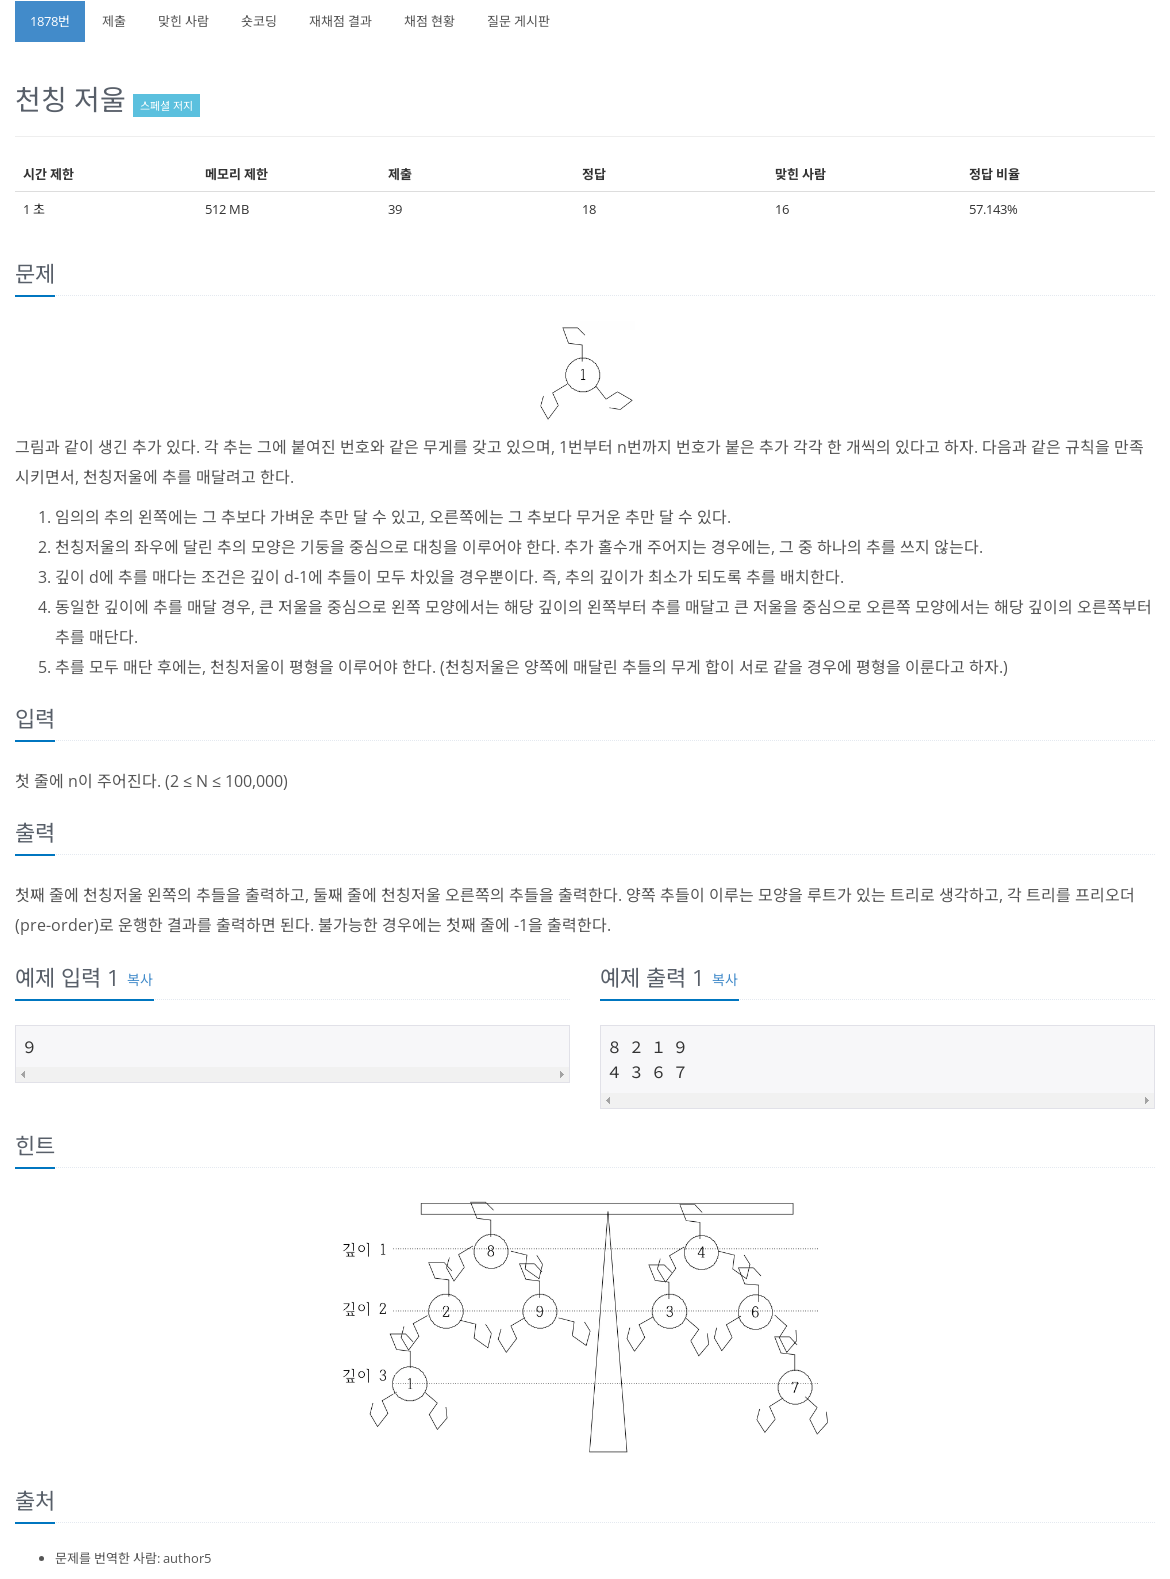 1878번 제출 맞힌 사람 숏코딩 재채점 결과 채점 현황 질문 게시판
천칭 저울 스페셜 저지
시간 제한 메모리 제한 제출 정답 맞힌 사람 정답 비율
1 초 512 MB 39 18 16 57.143%
문제
1
그림과 같이 생긴 추가 있다. 각 추는 그에 붙여진 번호와 같은 무게를 갖고 있으며, 1번부터 n번까지 번호가 붙은 추가 각각 한 개씩의 있다고 하자. 다음과 같은 규칙을 만족
시키면서, 천칭저울에 추를 매달려고 한다.
1. 임의의 추의 왼쪽에는 그 추보다 가벼운 추만 달 수 있고, 오른쪽에는 그 추보다 무거운 추만 달 수 있다.
2. 천칭저울의 좌우에 달린 추의 모양은 기둥을 중심으로 대칭을 이루어야 한다. 추가 홀수개 주어지는 경우에는, 그 중 하나의 추를 쓰지 않는다.
3. 깊이 d에 추를 매다는 조건은 깊이 d-1에 추들이 모두 차있을 경우뿐이다. 즉, 추의 깊이가 최소가 되도록 추를 배치한다.
4. 동일한 깊이에 추를 매달 경우, 큰 저울을 중심으로 왼쪽 모양에서는 해당 깊이의 왼쪽부터 추를 매달고 큰 저울을 중심으로 오른쪽 모양에서는 해당 깊이의 오른쪽부터
추를 매단다.
5. 추를 모두 매단 후에는, 천칭저울이 평형을 이루어야 한다. (천칭저울은 양쪽에 매달린 추들의 무게 합이 서로 같을 경우에 평형을 이룬다고 하자.)
입력
첫 줄에 n이 주어진다. (2 ≤ N ≤ 100,000)
출력
첫째 줄에 천칭저울 왼쪽의 추들을 출력하고, 둘째 줄에 천칭저울 오른쪽의 추들을 출력한다. 양쪽 추들이 이루는 모양을 루트가 있는 트리로 생각하고, 각 트리를 프리오더
(pre-order)로 운행한 결과를 출력하면 된다. 불가능한 경우에는 첫째 줄에 -1을 출력한다.
예제 입력 1 복사
9
예제 출력 1 복사
8 2 1 9
4 3 6 7
힌트
깊이 1 8 4
깊이 2 2 9 3 6
깊이 3 1 7
출처
• 문제를 번역한 사람: author5